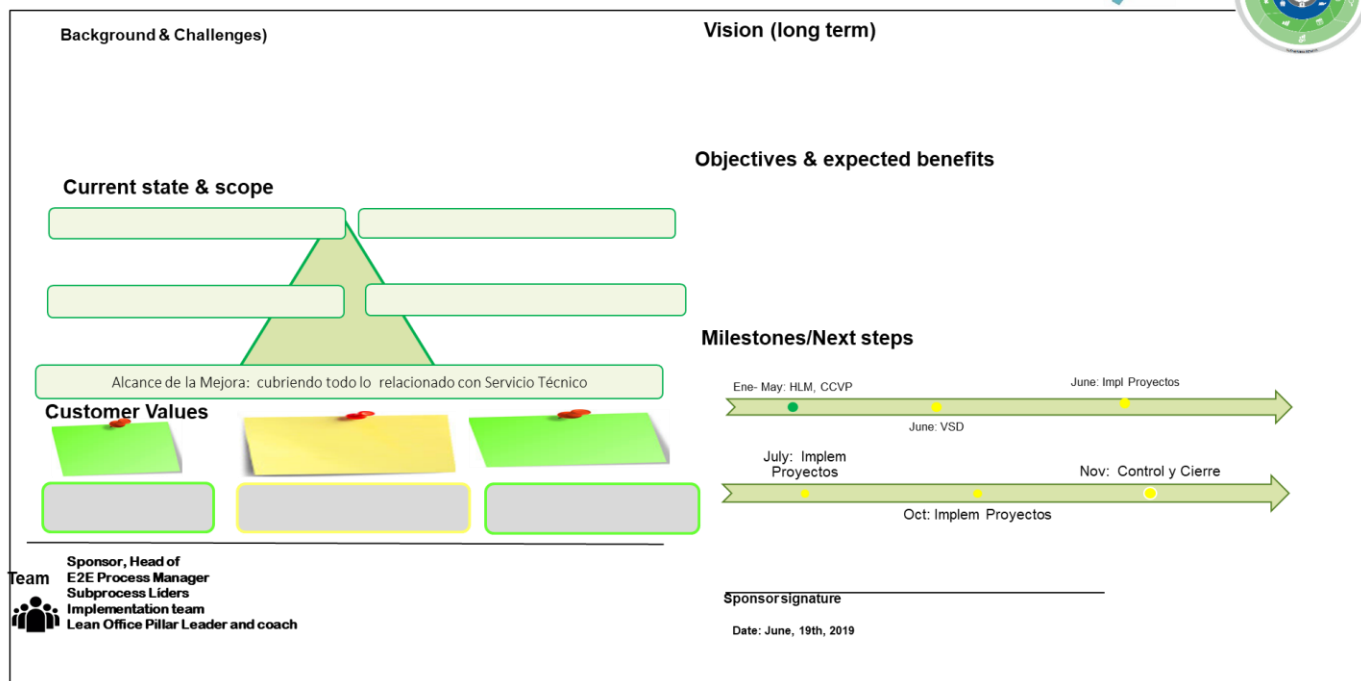 Background & Challenges)
Current state & scope
Alcance de la Mejora: cubriendo todo lo relacionado con Servicio Técnico
Customer Values
Team
Sponsor, Head of
E2E Process Manager
Subprocess Líders
Implementation team
Lean Office Pillar Leader and coach
Vision (long term)
Objectives & expected benefits
Milestones/Next steps
Ene- May: HLM, CCVP
June: Impl Proyectos
June: VSD
July: Implem
Proyectos
Nov: Control y Cierre
Oct: Implem Proyectos
Sponsor signature
Date: June, 19th, 2019